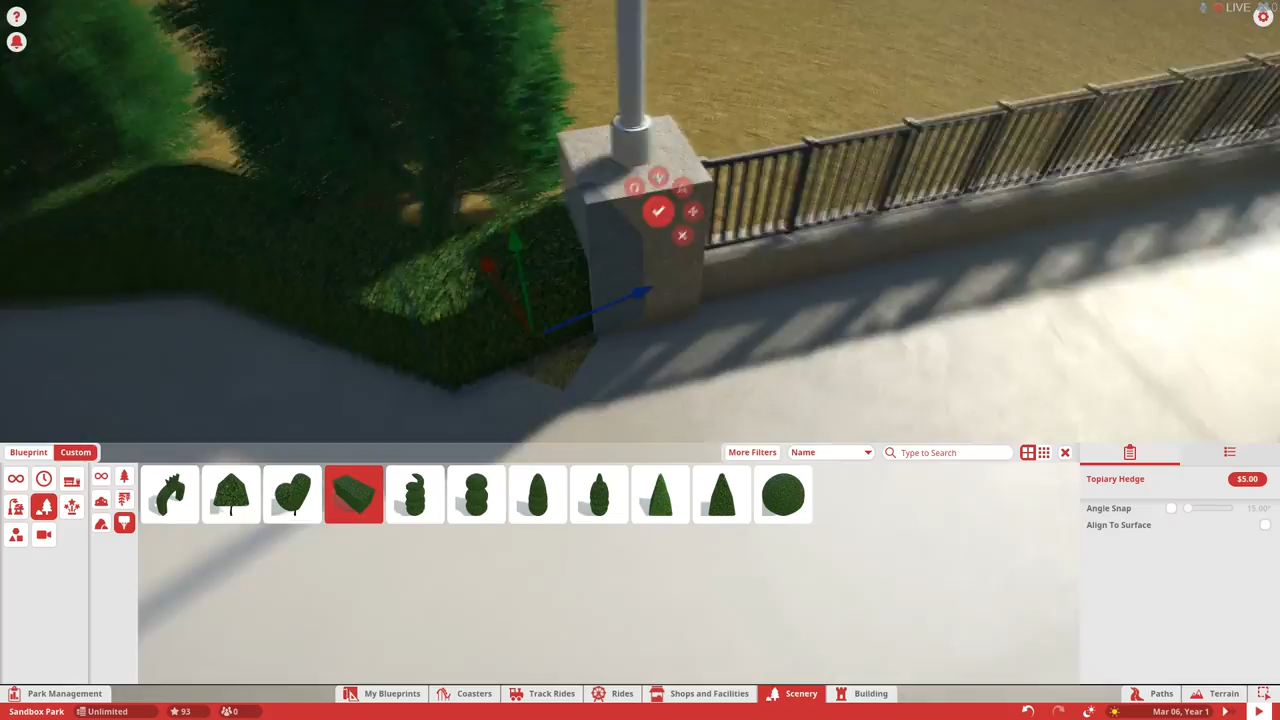 ?
LIVE
Blueprint Custom
More Filters Name Type to Search
Topiary Hedge $5.00
Angle Snap 15.00°
Align To Surface
Park Management My Blueprints Coasters Track Rides Rides Shops and Facilities Scenery Building Paths Terrain
Sandbox Park Unlimited 93 0 Mar 06, Year 1